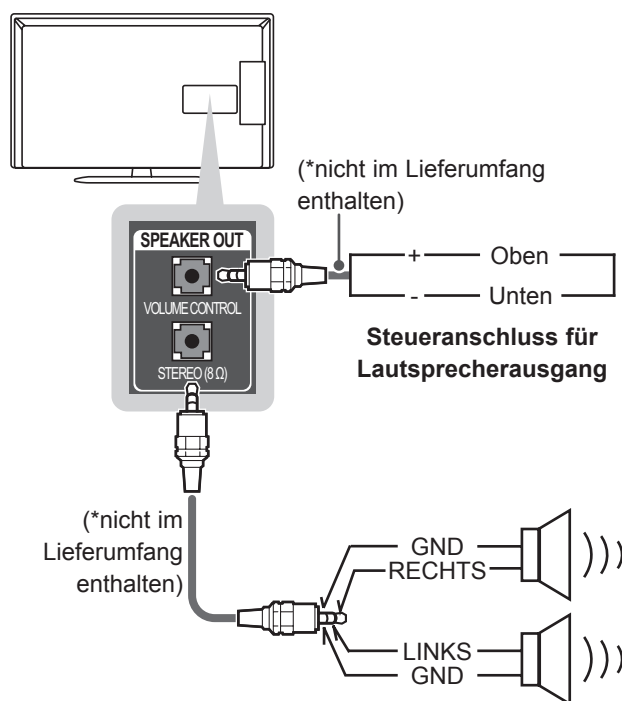 (*nicht im Lieferumfang
enthalten)
SPEAKER OUT
VOLUME CONTROL
STEREO (8 Ω)
+ Oben
- Unten
Steueranschluss für
Lautsprecherausgang
(*nicht im
Lieferumfang
enthalten)
GND
RECHTS
LINKS
GND